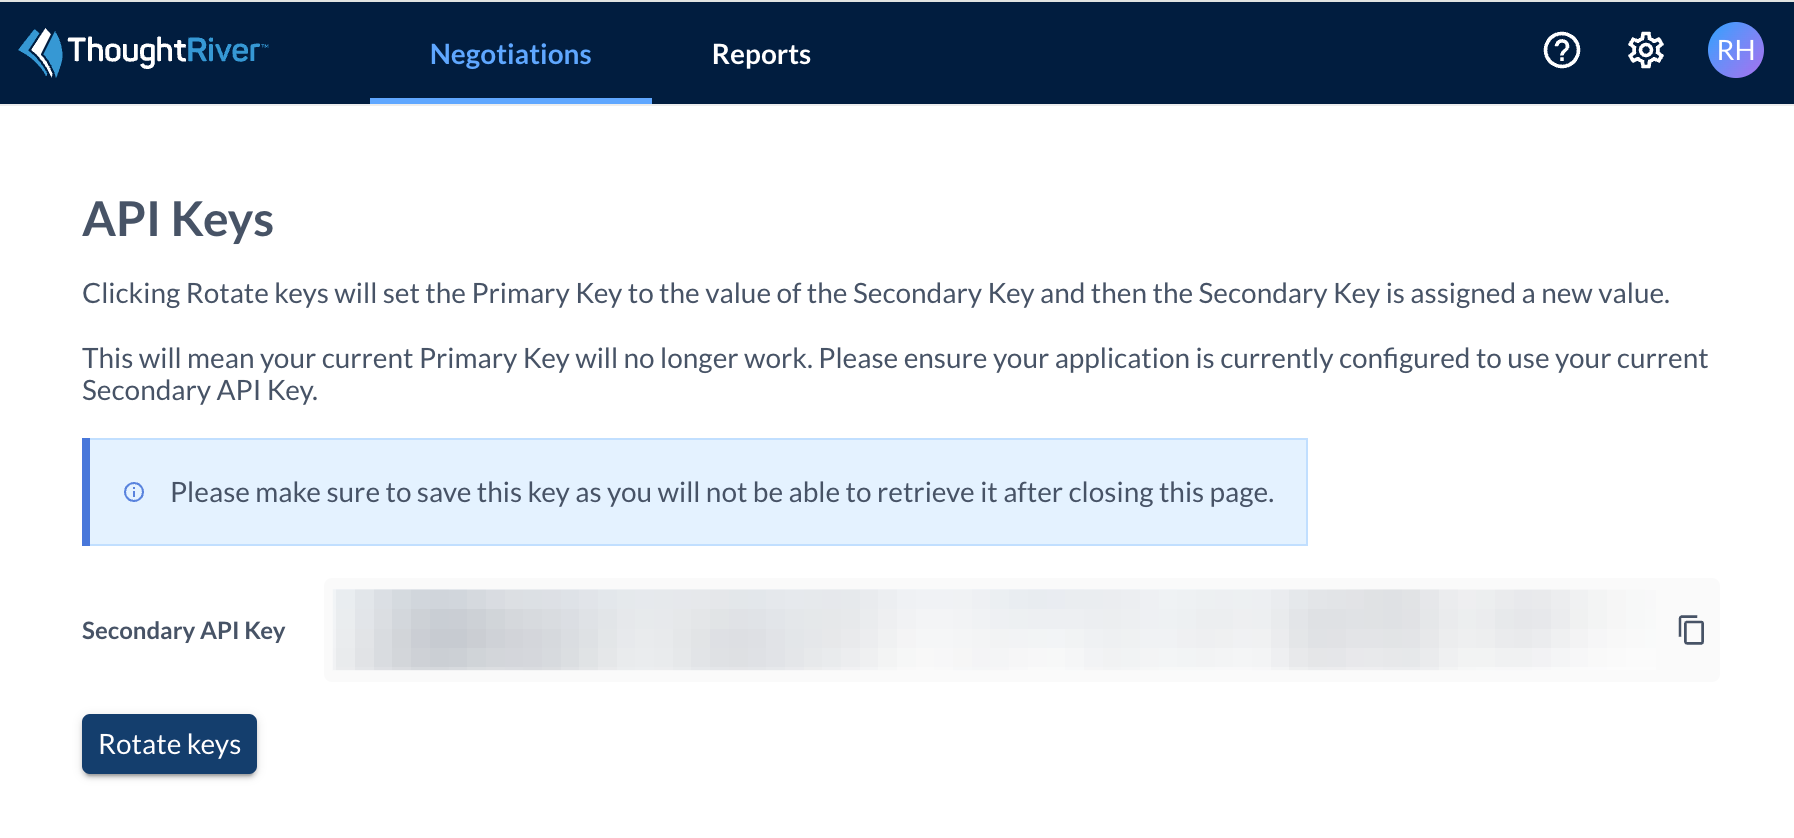 ThoughtRiver™
Negotiations
Reports
RH
API Keys
Clicking Rotate keys will set the Primary Key to the value of the Secondary Key and then the Secondary Key is assigned a new value.
This will mean your current Primary Key will no longer work. Please ensure your application is currently configured to use your current
Secondary API Key.
Please make sure to save this key as you will not be able to retrieve it after closing this page.
Secondary API Key
Rotate keys